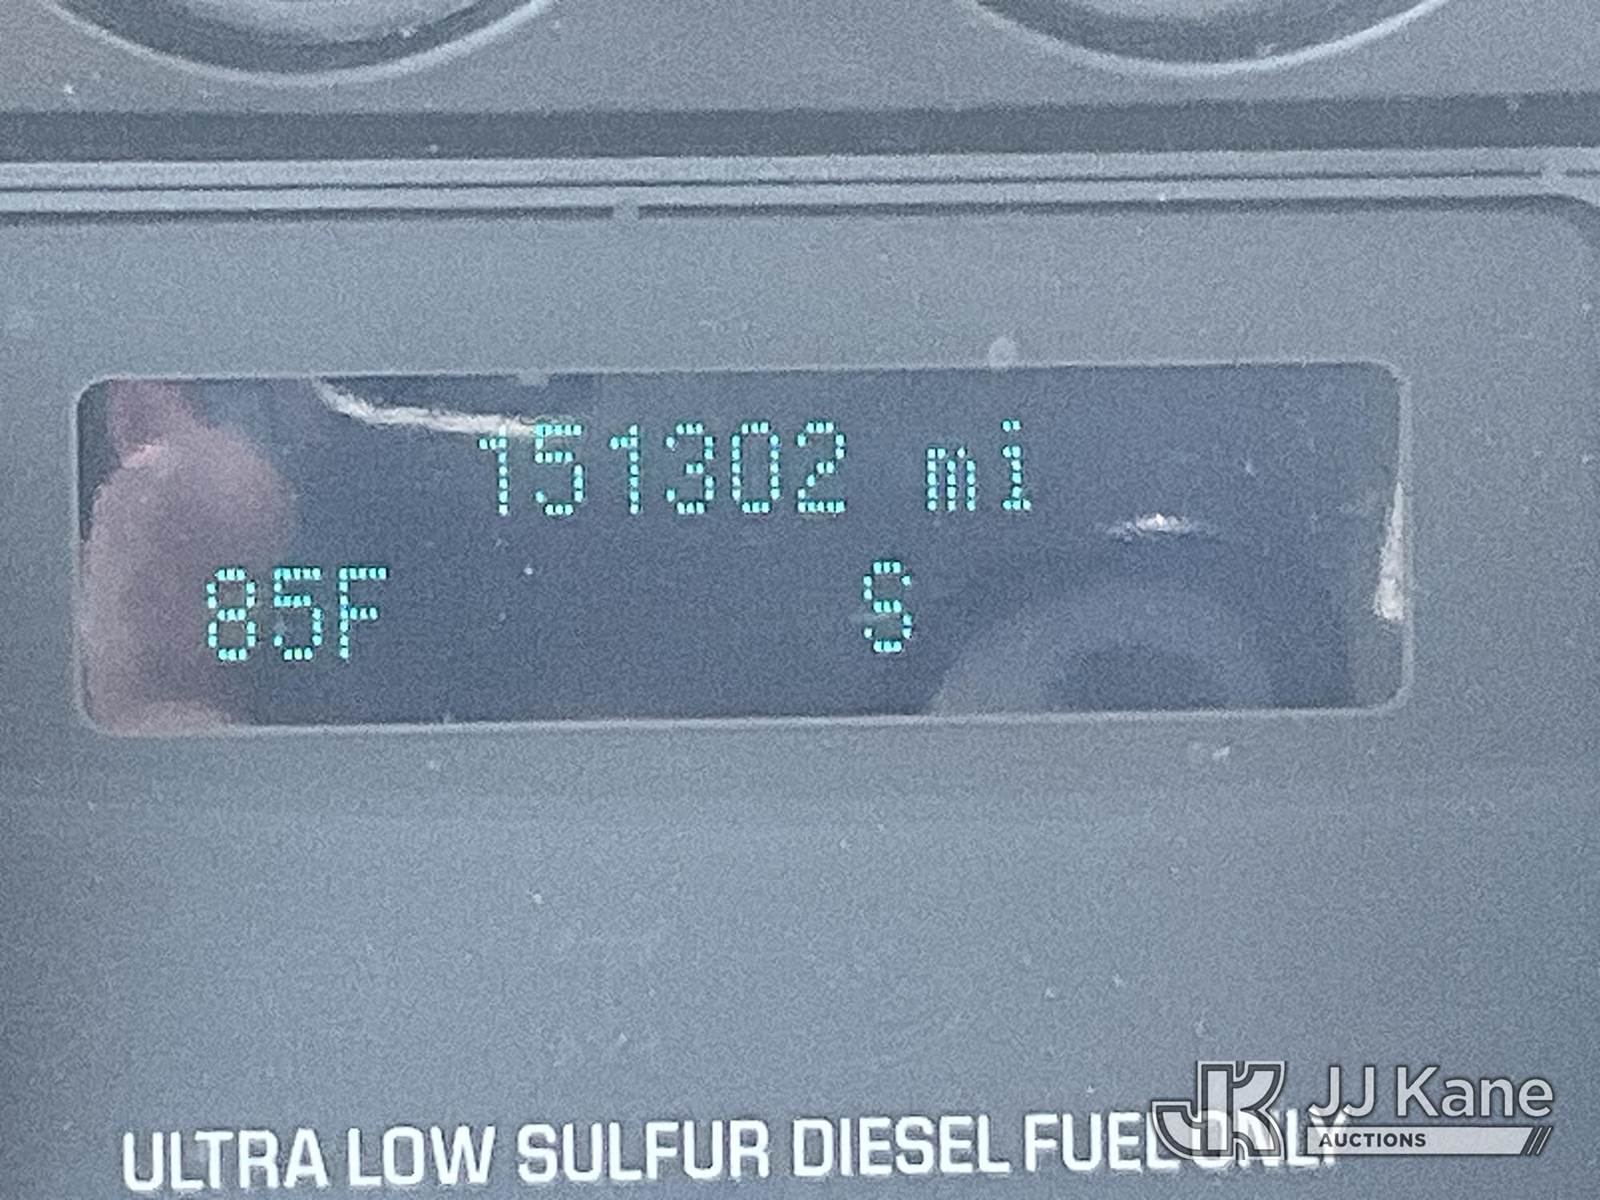 151302 mi
85F S
ULTRA LOW SULFUR DIESEL FUEL ONLY
JJ Kane
AUCTIONS